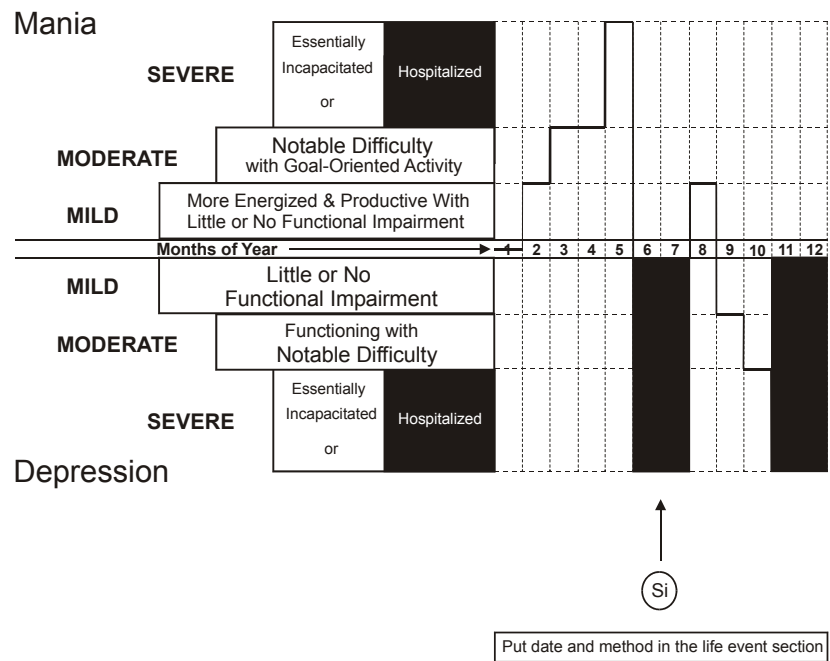 Mania
SEVERE
Essentially
Incapacitated
or
Hospitalized
MODERATE
Notable Difficulty
with Goal-Oriented Activity
MILD
More Energized & Productive With
Little or No Functional Impairment
Months of Year
1 2 3 4 5 6 7 8 9 10 11 12
MILD
Little or No
Functional Impairment
MODERATE
Functioning with
Notable Difficulty
SEVERE
Essentially
Incapacitated
or
Hospitalized
Depression
Si
Put date and method in the life event section